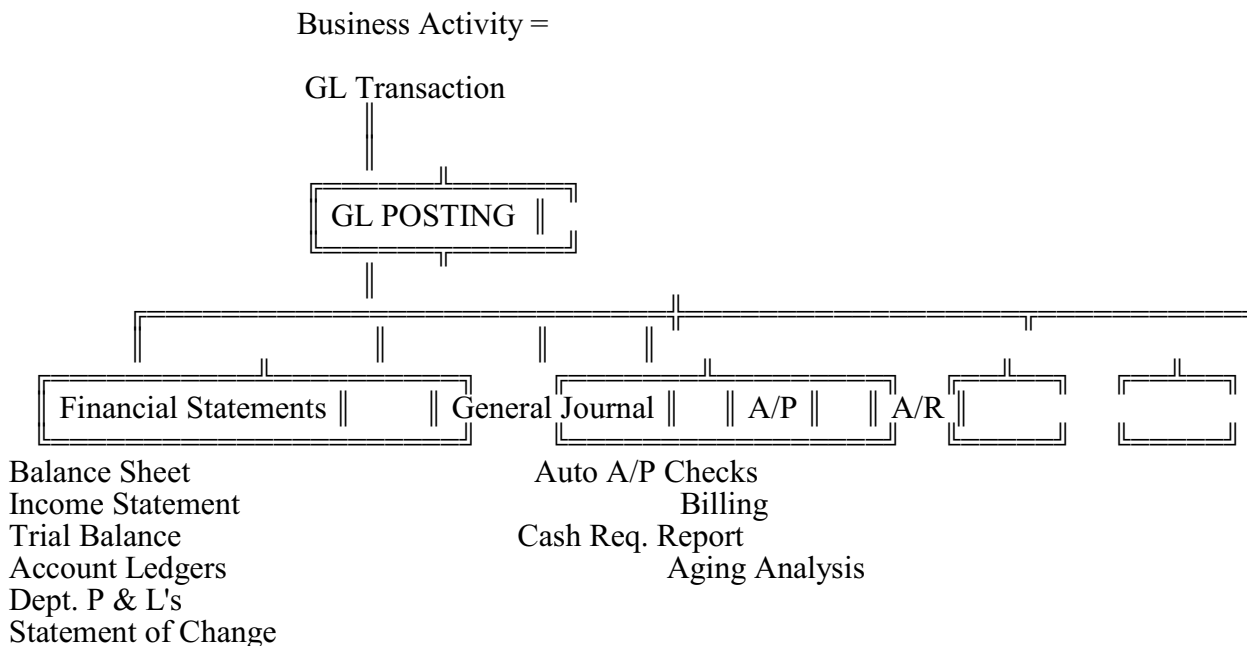 Business Activity =
GL Transaction
GL POSTING
Financial Statements General Journal A/P A/R
Balance Sheet Auto A/P Checks
Income Statement Billing
Trial Balance Cash Req. Report
Account Ledgers Aging Analysis
Dept. P & L's
Statement of Change